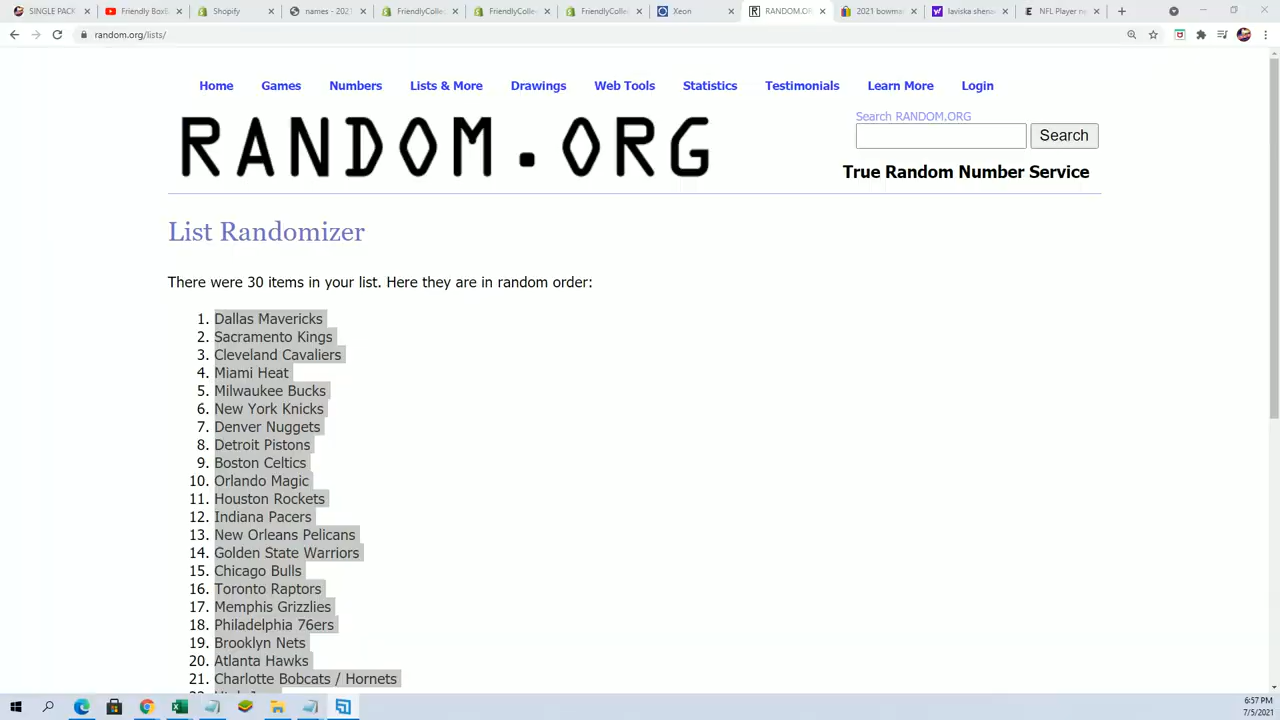 SINGLE PACK
Friendly Box6
Shopify
names - 2021
FriendlyColle
FriendlyColle
FriendlyColle
Xeon
RANDOM.OR
2021 bowma
laviska shena
NFL Player n
random.org/lists/
Home Games Numbers Lists & More Drawings Web Tools Statistics Testimonials Learn More Login
RANDOM.ORG
Search RANDOM.ORG
Search
True Random Number Service
List Randomizer
There were 30 items in your list. Here they are in random order:
1. Dallas Mavericks
2. Sacramento Kings
3. Cleveland Cavaliers
4. Miami Heat
5. Milwaukee Bucks
6. New York Knicks
7. Denver Nuggets
8. Detroit Pistons
9. Boston Celtics
10. Orlando Magic
11. Houston Rockets
12. Indiana Pacers
13. New Orleans Pelicans
14. Golden State Warriors
15. Chicago Bulls
16. Toronto Raptors
17. Memphis Grizzlies
18. Philadelphia 76ers
19. Brooklyn Nets
20. Atlanta Hawks
21. Charlotte Bobcats / Hornets
6:57 PM
7/5/2021